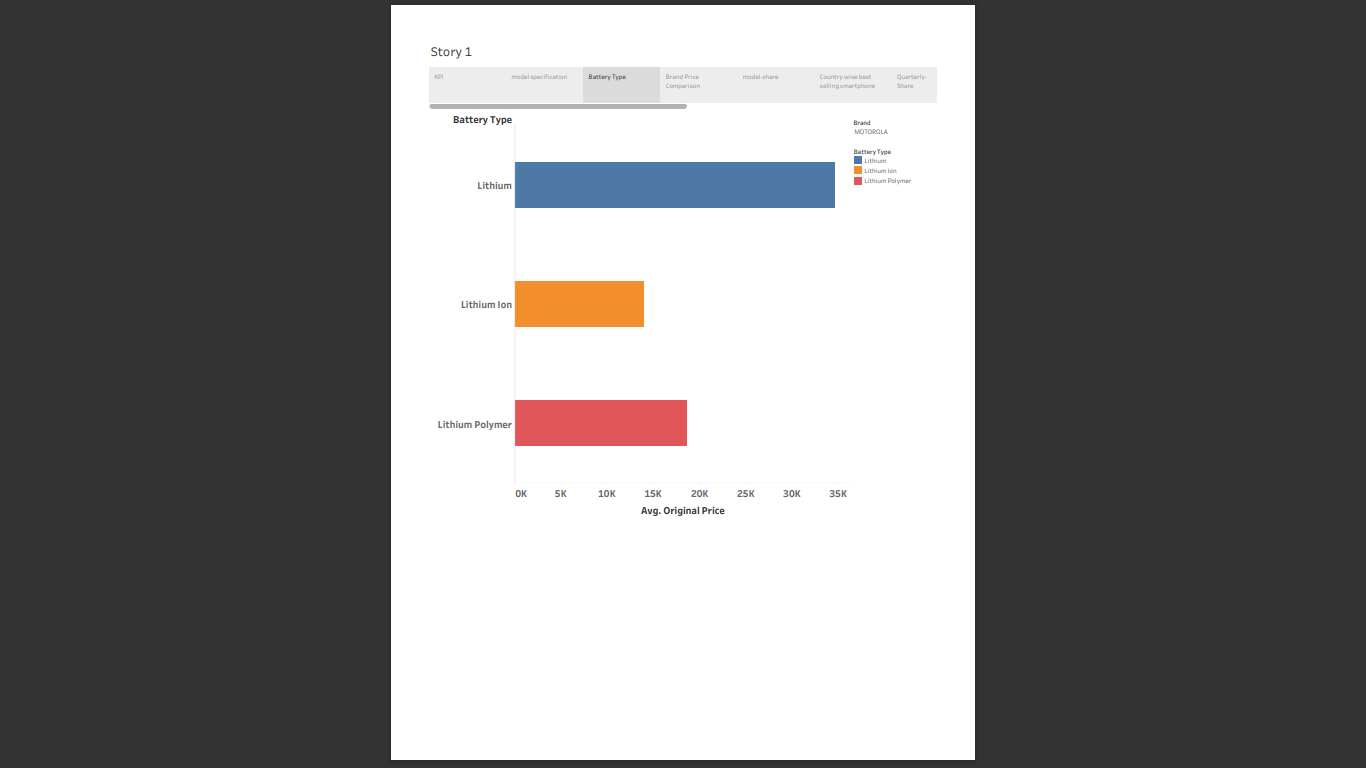 Story 1
KPI
model specification
Battery Type
Brand Price
Comparison
model-share
Country wise best
selling smartphone
Quarterly-
Share
Battery Type
Brand
MOTOROLA
Battery Type
Lithium
Lithium Ion
Lithium Polymer
Lithium
Lithium Ion
Lithium Polymer
0K 5K 10K 15K 20K 25K 30K 35K
Avg. Original Price